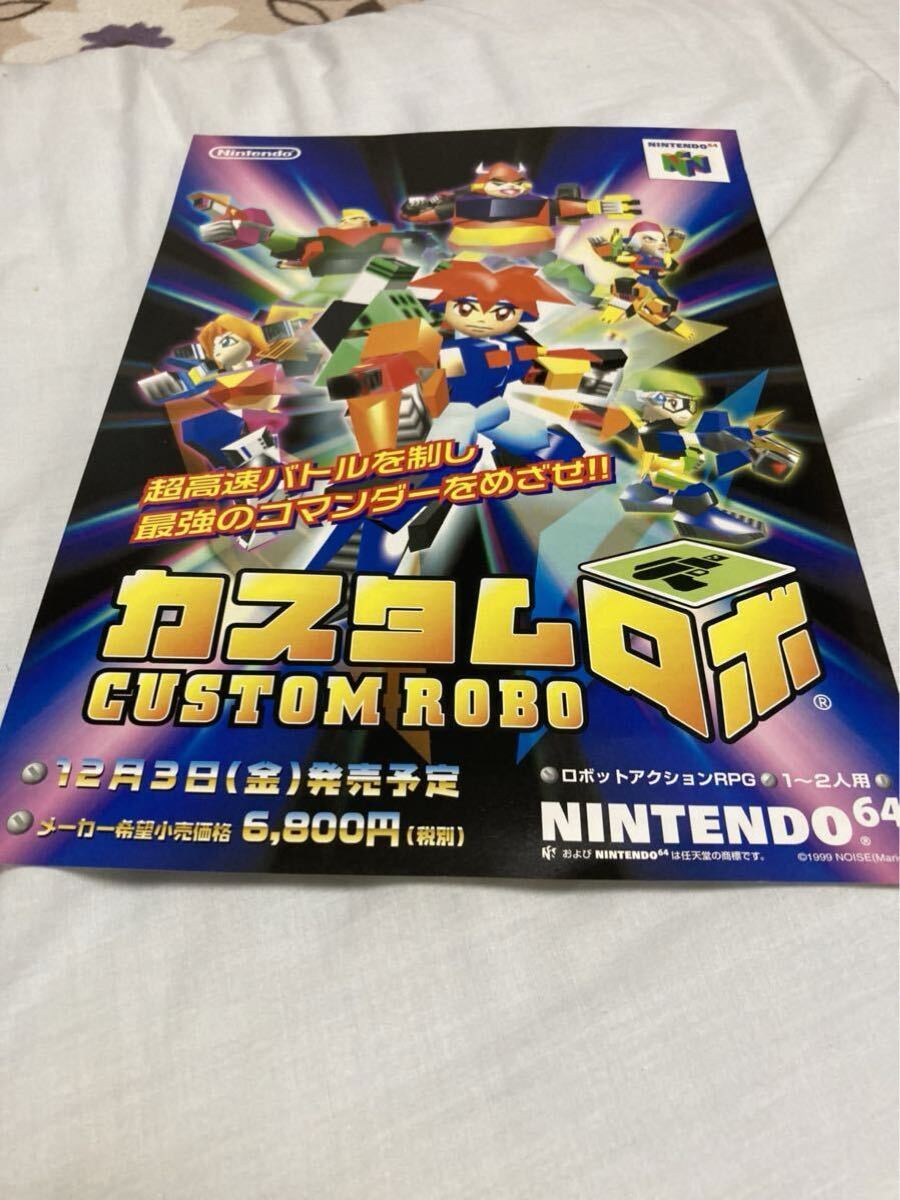 Nintendo
NINTENDO64
N
超高速バトルを制し
最強のコマンダーをめざせ!!
カスタムロボ
CUSTOM ROBO
®
12月3日(金)発売予定
メーカー希望小売価格 6,800円(税別)
ロボットアクションRPG 1〜2人用
NINTENDO64®
および NINTENDO64 は任天堂の商標です。 ©1999 NOISE(Mari